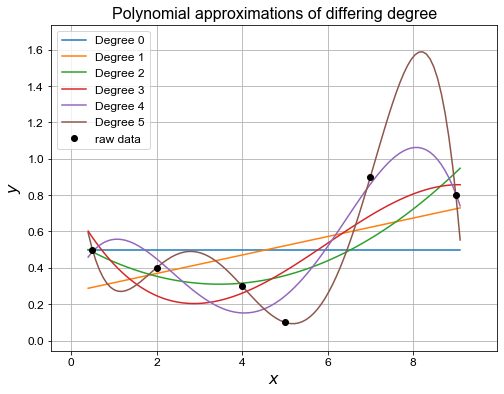 Polynomial approximations of differing degree
Degree 0
Degree 1
Degree 2
Degree 3
Degree 4
Degree 5
raw data
y
1.6
1.4
1.2
1.0
0.8
0.6
0.4
0.2
0.0
0 2 4 6 8
x